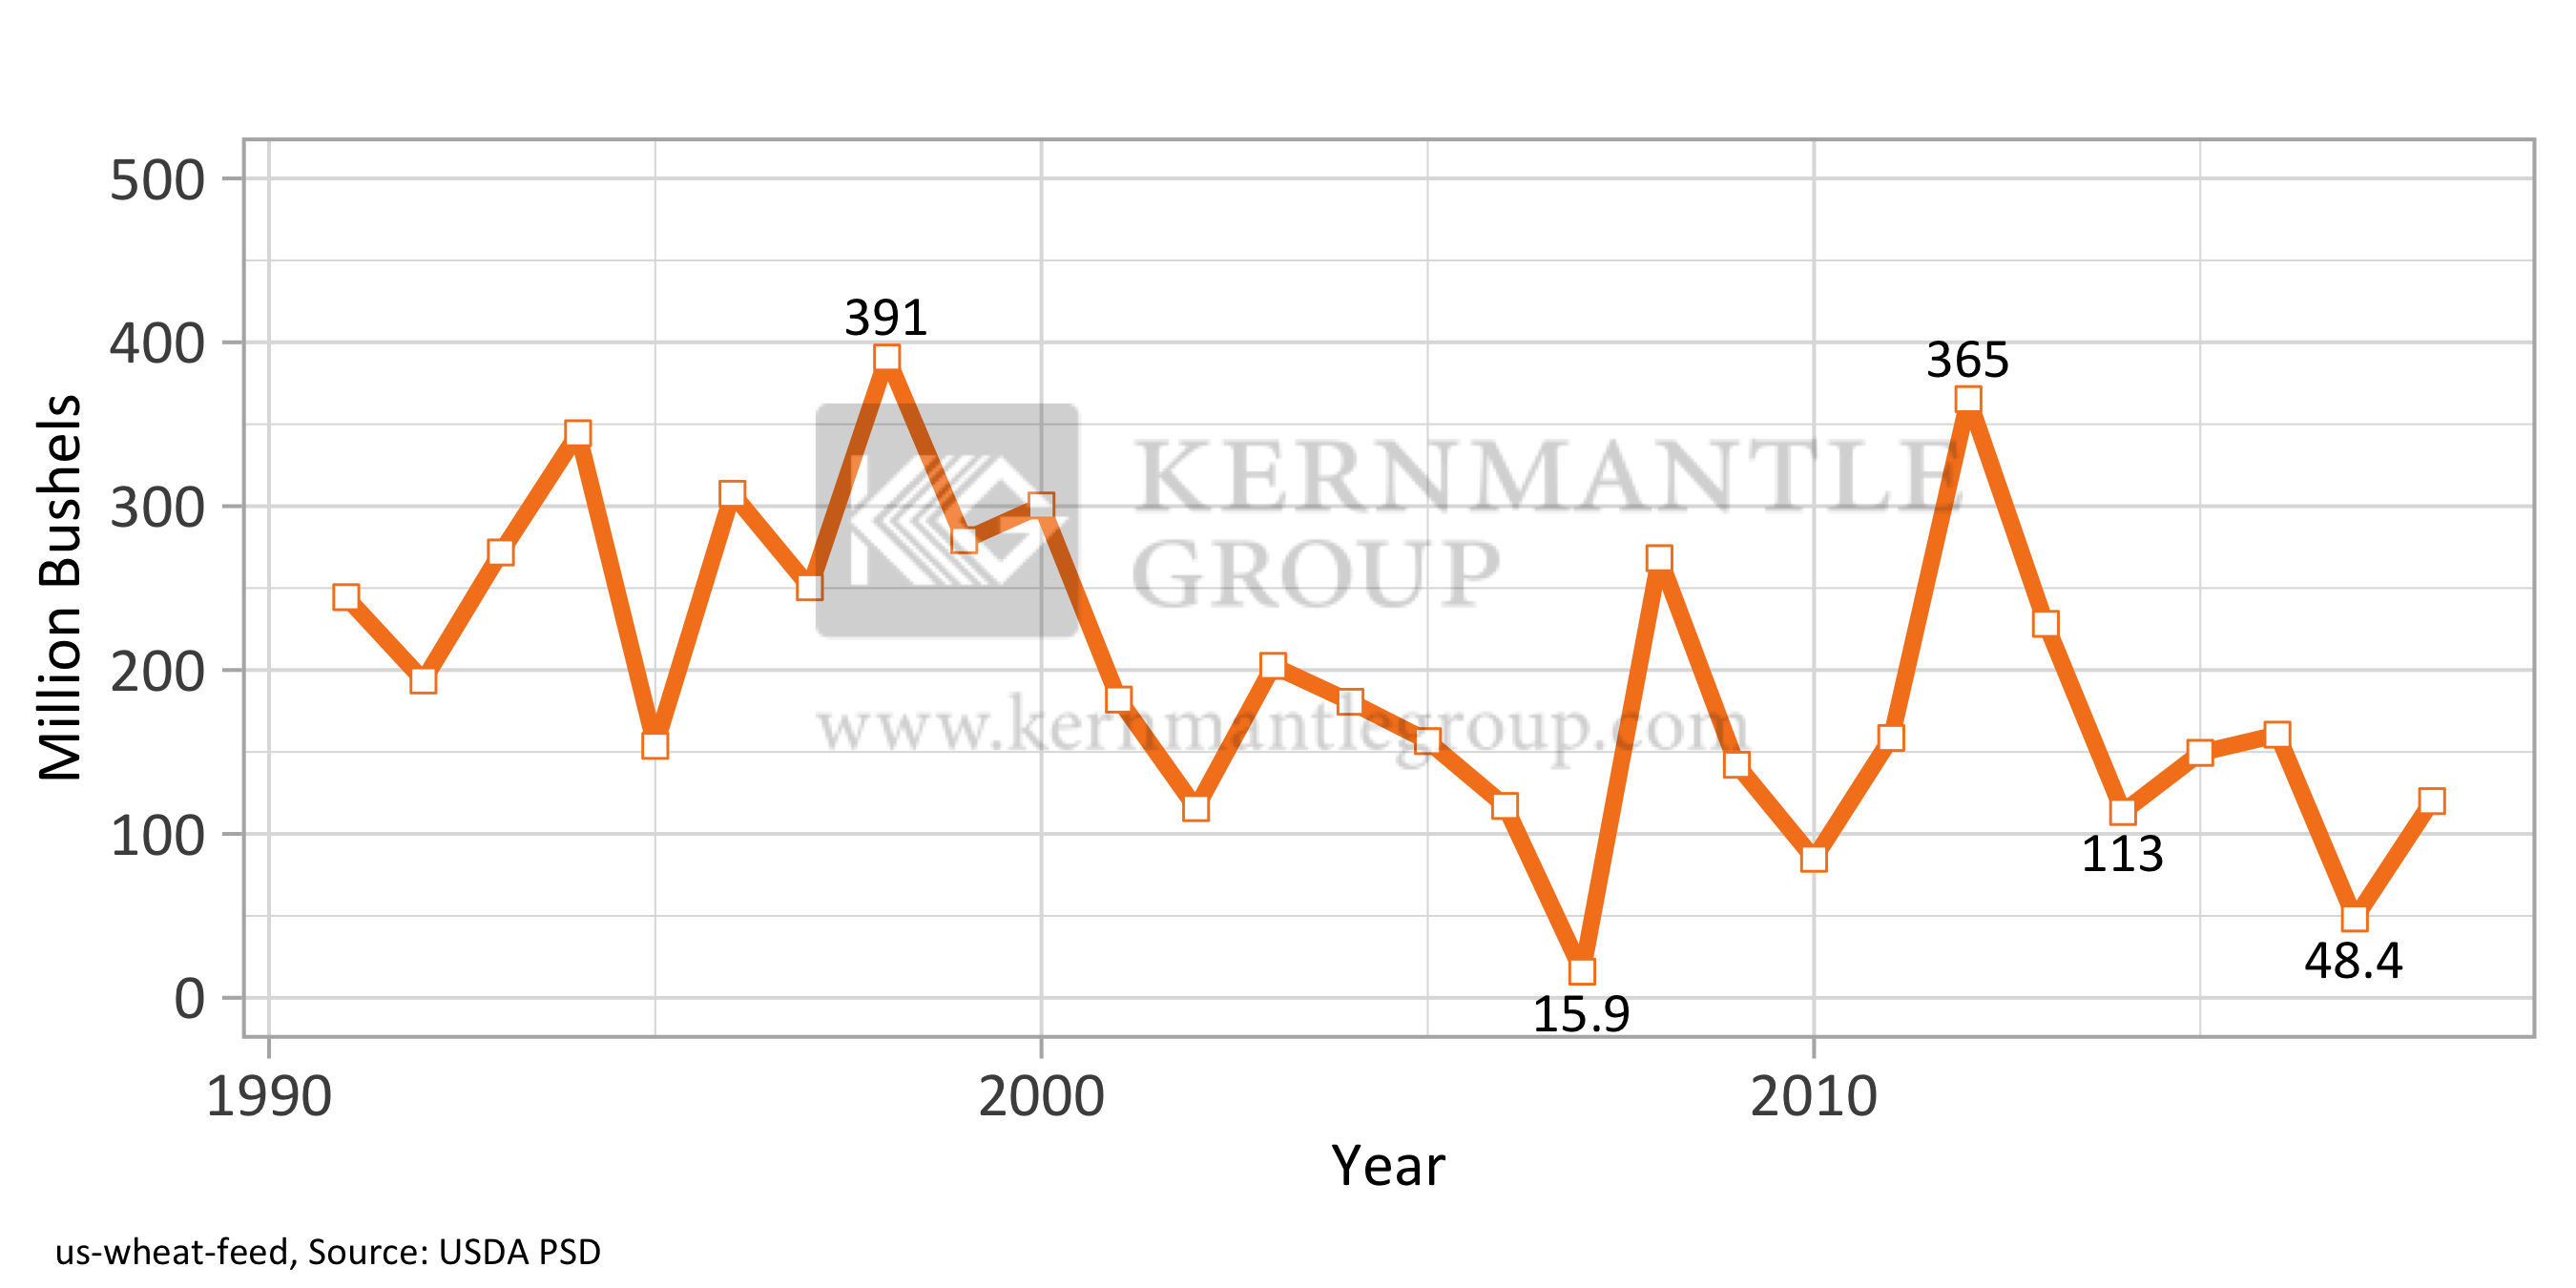 500
400
300
200
100
0
Million Bushels
391
365
15.9
113
48.4
KERNMANTLE
GROUP
www.kernmantlegroup.com
1990 2000 2010
Year
us-wheat-feed, Source: USDA PSD